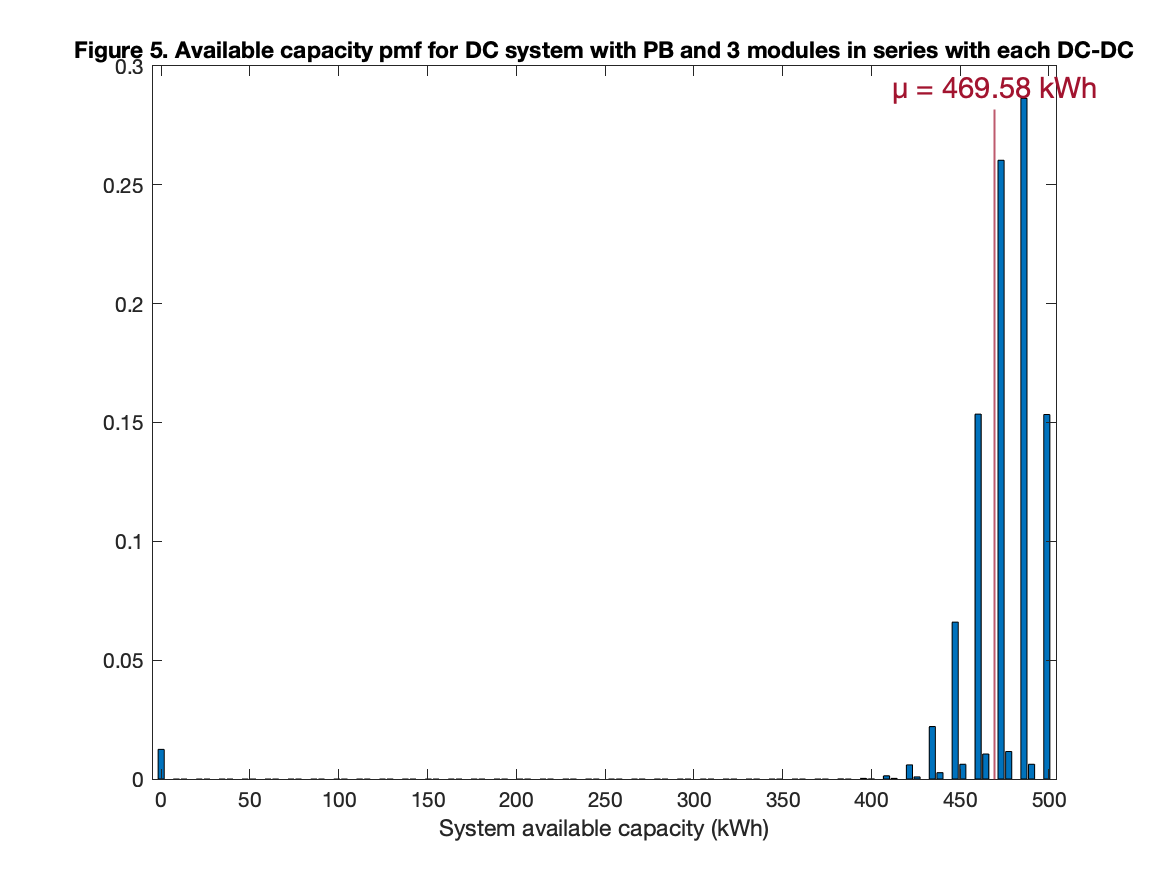 Figure 5. Available capacity pmf for DC system with PB and 3 modules in series with each DC-DC
0.3
μ = 469.58 kWh
0.25
0.2
0.15
0.1
0.05
0
0 50 100 150 200 250 300 350 400 450 500
System available capacity (kWh)